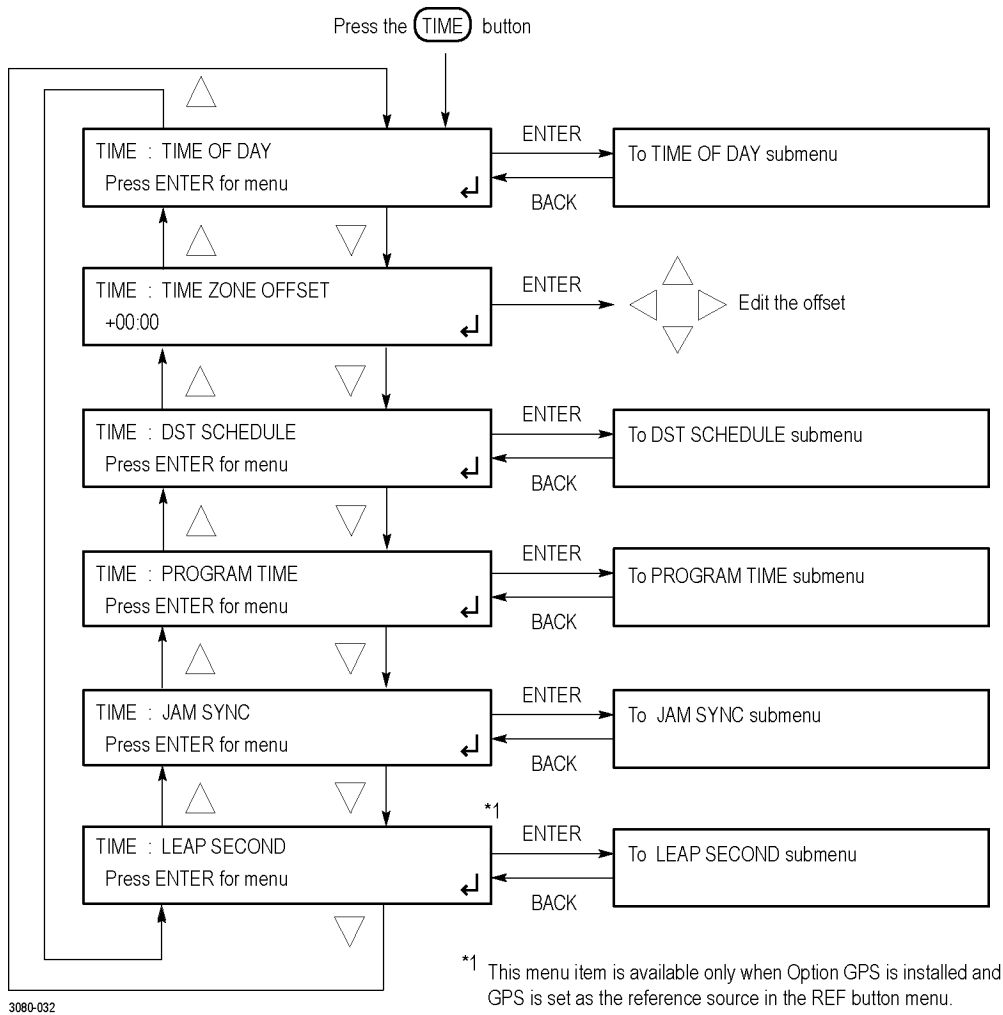 Press the TIME button
TIME : TIME OF DAY
Press ENTER for menu
ENTER
BACK
To TIME OF DAY submenu
TIME : TIME ZONE OFFSET
+00:00
ENTER
Edit the offset
TIME : DST SCHEDULE
Press ENTER for menu
ENTER
BACK
To DST SCHEDULE submenu
TIME : PROGRAM TIME
Press ENTER for menu
ENTER
BACK
To PROGRAM TIME submenu
TIME : JAM SYNC
Press ENTER for menu
ENTER
BACK
To JAM SYNC submenu
*1
TIME : LEAP SECOND
Press ENTER for menu
ENTER
BACK
To LEAP SECOND submenu
*1 This menu item is available only when Option GPS is installed and
GPS is set as the reference source in the REF button menu.
3080-032